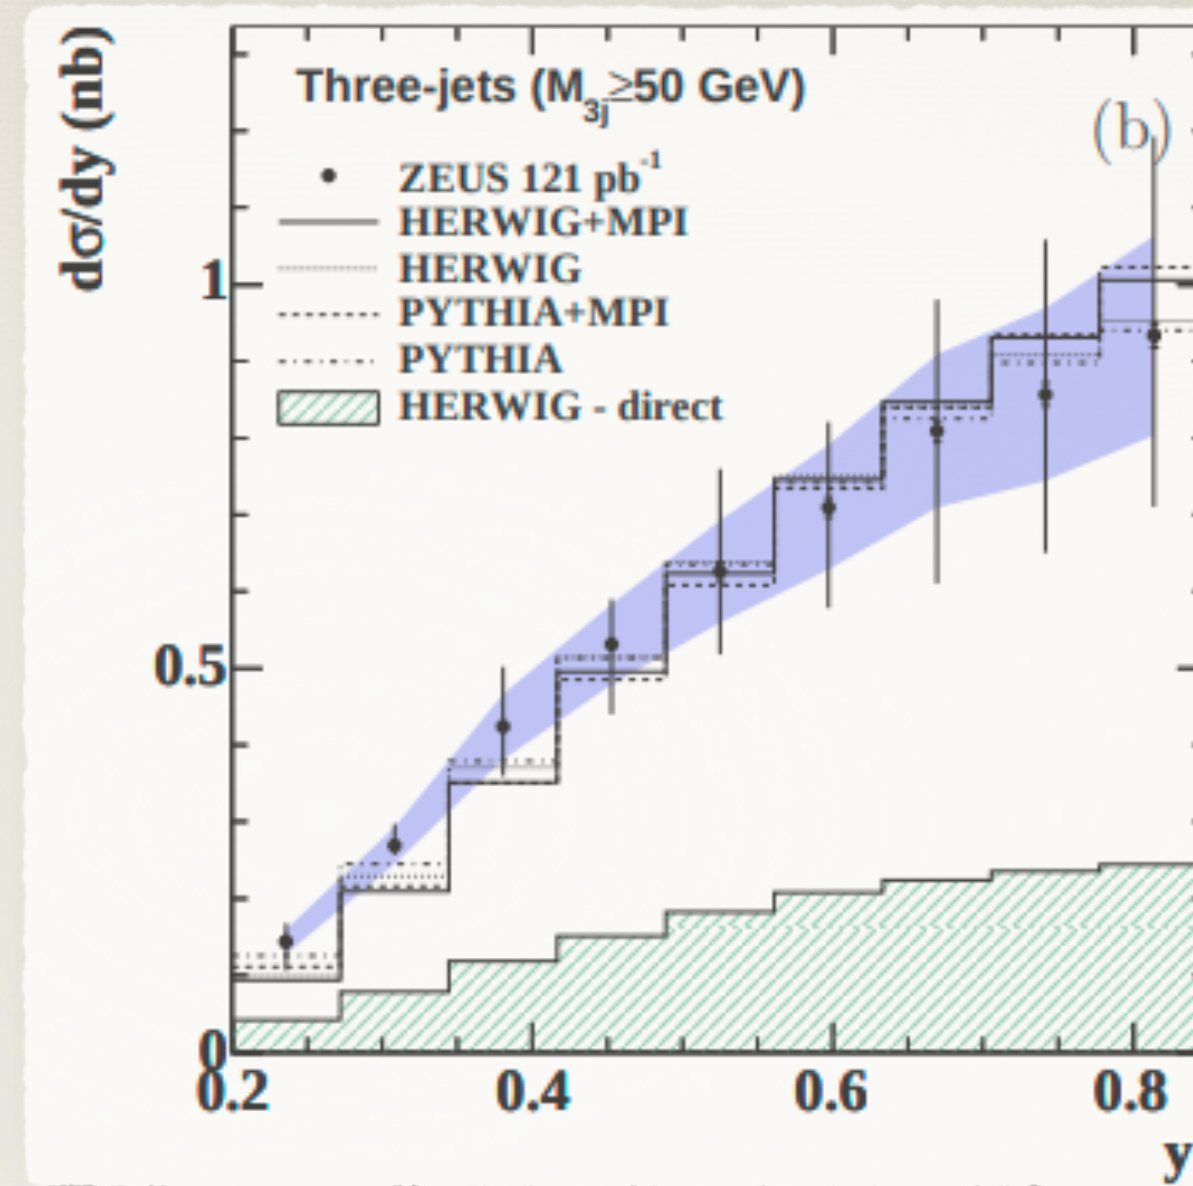 dσ/dy (nb)
Three-jets (M3j≥50 GeV)
(b)
ZEUS 121 pb-1
HERWIG+MPI
HERWIG
PYTHIA+MPI
PYTHIA
HERWIG - direct
1
0.5
0
0.2 0.4 0.6 0.8
y